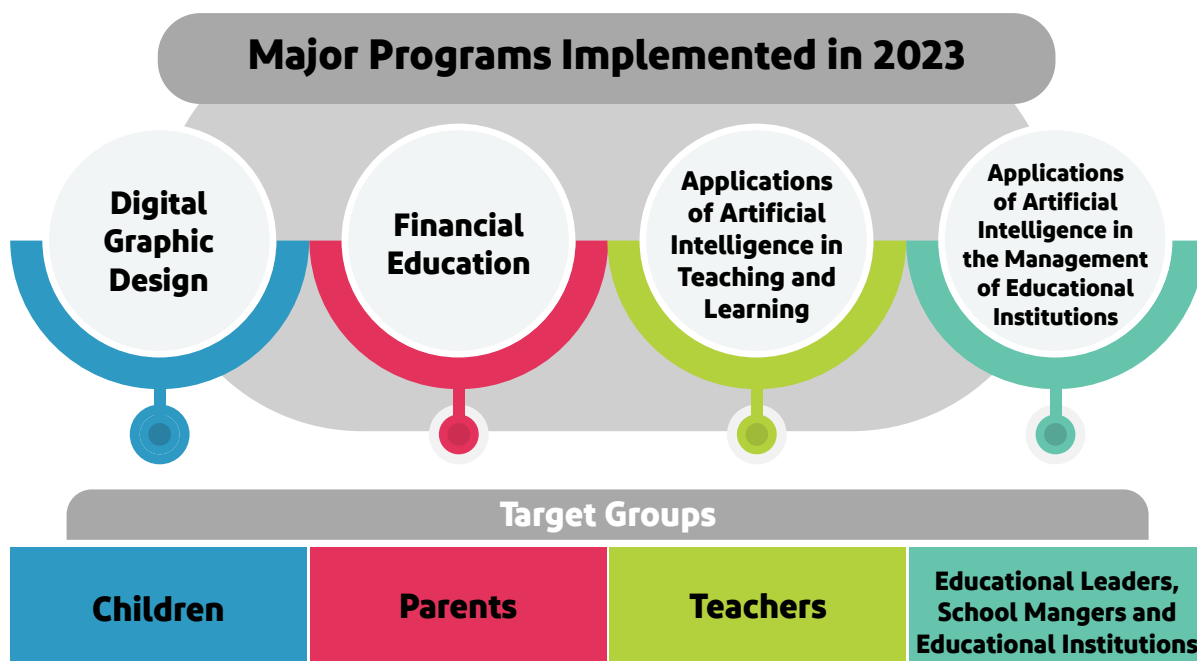 Major Programs Implemented in 2023
Digital
Graphic
Design
Financial
Education
Applications
of Artificial
Intelligence in
Teaching and
Learning
Applications
of Artificial
Intelligence in
the Management
of Educational
Institutions
Target Groups
Children
Parents
Teachers
Educational Leaders,
School Mangers and
Educational Institutions